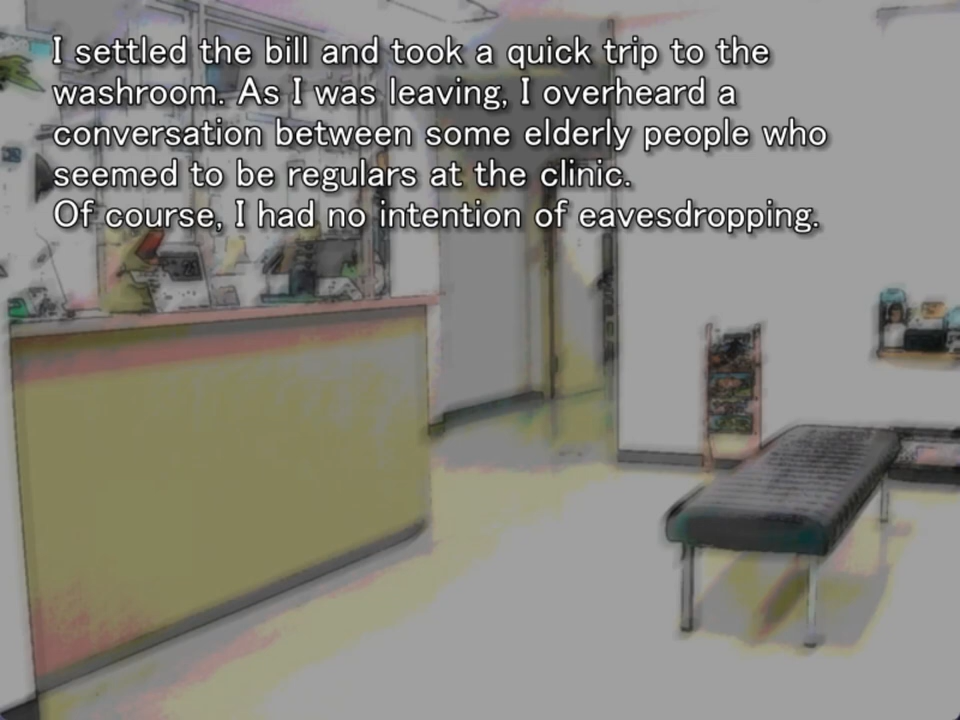 I settled the bill and took a quick trip to the
washroom. As I was leaving, I overheard a
conversation between some elderly people who
seemed to be regulars at the clinic.
Of course, I had no intention of eavesdropping.